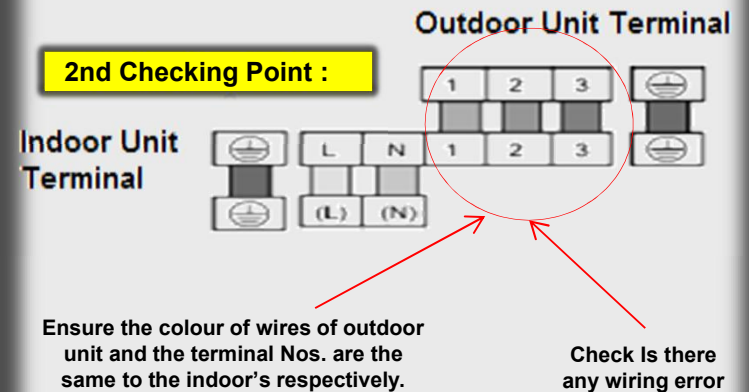 Outdoor Unit Terminal
2nd Checking Point :
1 2 3
Indoor Unit
Terminal
L N 1 2 3
(L) (N)
Ensure the colour of wires of outdoor
unit and the terminal Nos. are the
same to the indoor's respectively.
Check Is there
any wiring error